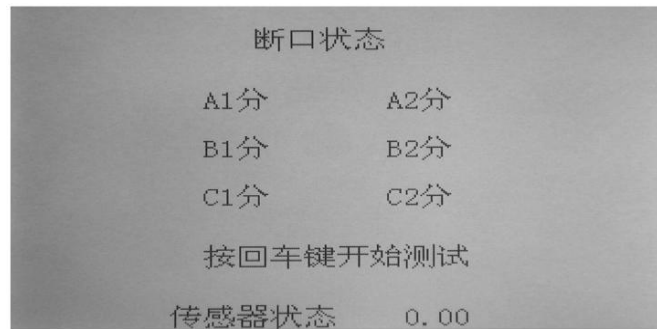 断口状态
A1分 A2分
B1分 B2分
C1分 C2分
按回车键开始测试
传感器状态 0.00